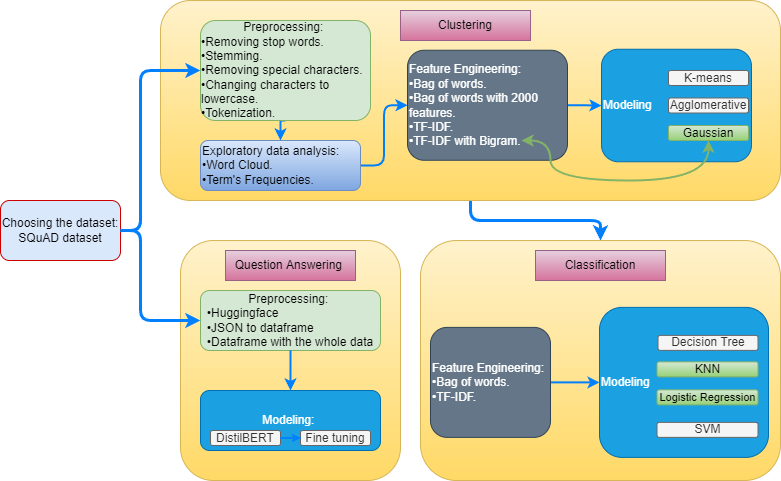 Clustering
Preprocessing:
•Removing stop words.
•Stemming.
•Removing special characters.
•Changing characters to
lowercase.
•Tokenization.
Exploratory data analysis:
•Word Cloud.
•Term's Frequencies.
Feature Engineering:
•Bag of words.
•Bag of words with 2000
features.
•TF-IDF.
•TF-IDF with Bigram.
Modeling
K-means
Agglomerative
Gaussian
Choosing the dataset:
SQuAD dataset
Question Answering
Preprocessing:
•Huggingface
•JSON to dataframe
•Dataframe with the whole data
Modeling:
DistilBERT
Fine tuning
Classification
Feature Engineering:
•Bag of words.
•TF-IDF.
Modeling
Decision Tree
KNN
Logistic Regression
SVM